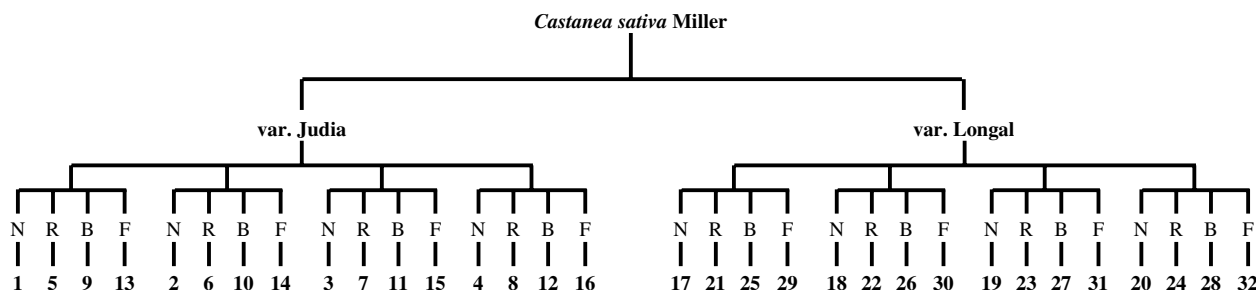 Castanea sativa Miller
var. Judia var. Longal
N R B F N R B F N R B F N R B F N R B F N R B F N R B F N R B F
1 5 9 13 2 6 10 14 3 7 11 15 4 8 12 16 17 21 25 29 18 22 26 30 19 23 27 31 20 24 28 32